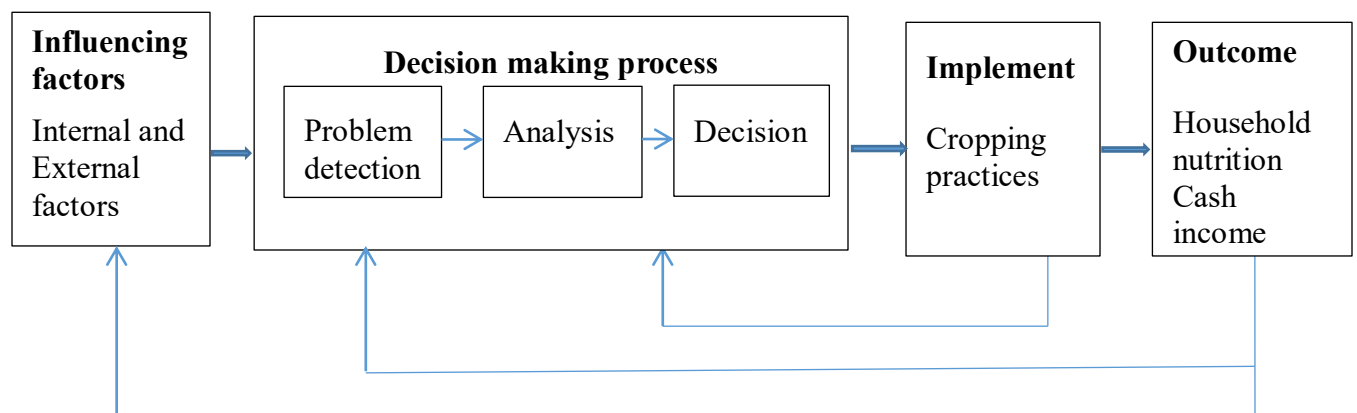 Influencing
factors
Internal and
External
factors
Decision making process
Problem
detection
Analysis
Decision
Implement
Cropping
practices
Outcome
Household
nutrition
Cash
income